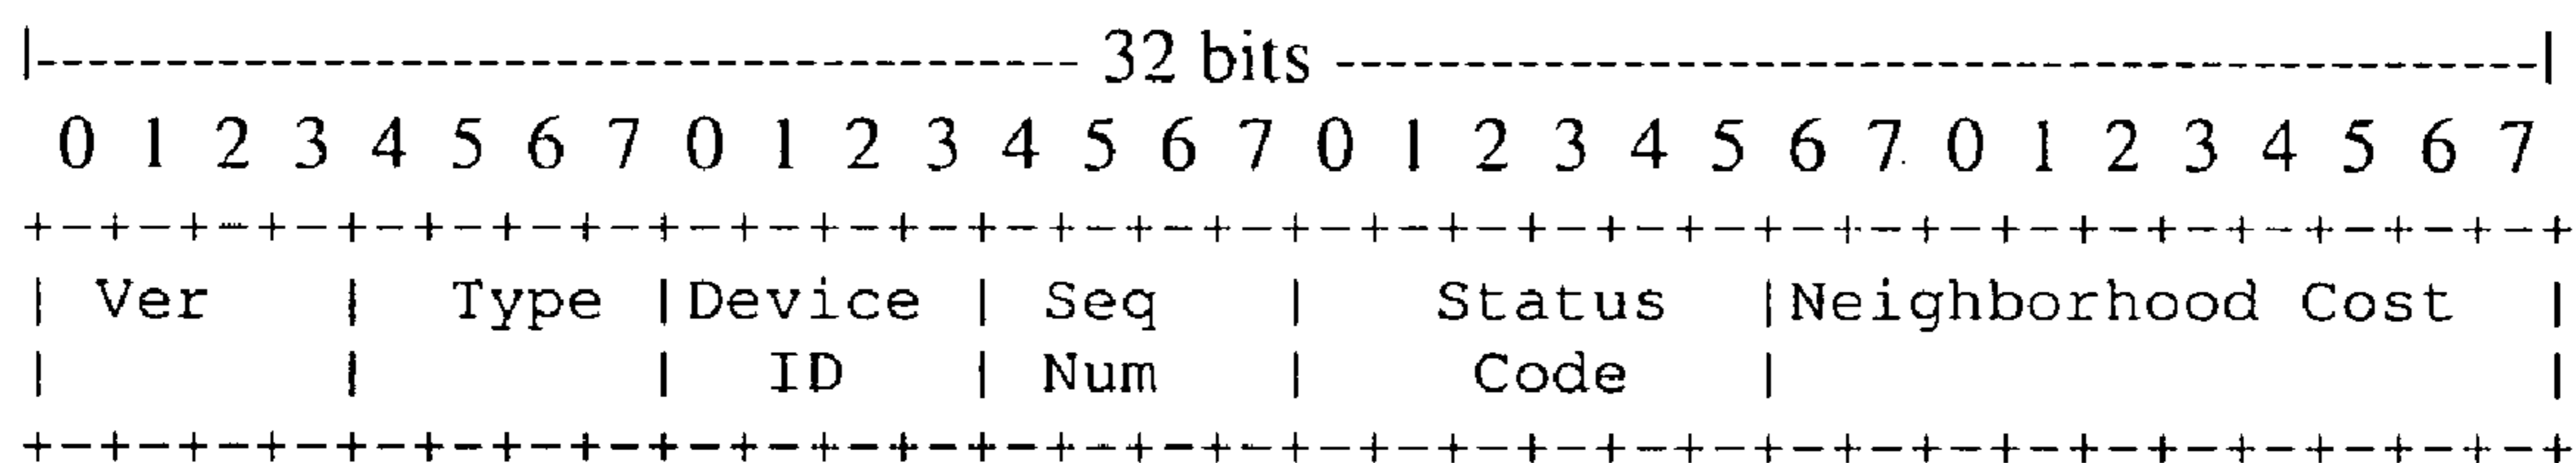 |------------------------------------------ 32 bits ------------------------------------------------|
0 1 2 3 4 5 6 7 0 1 2 3 4 5 6 7 0 1 2 3 4 5 6 7 0 1 2 3 4 5 6 7
+-+-+-+-+-+-+-+-+-+-+-+-+-+-+-+-+-+-+-+-+-+-+-+-+-+-+-+-+-+-+-+-+
| Ver | Type |Device | Seq | Status |Neighborhood Cost |
| | | ID | Num | Code | |
+-+-+-+-+-+-+-+-+-+-+-+-+-+-+-+-+-+-+-+-+-+-+-+-+-+-+-+-+-+-+-+-+